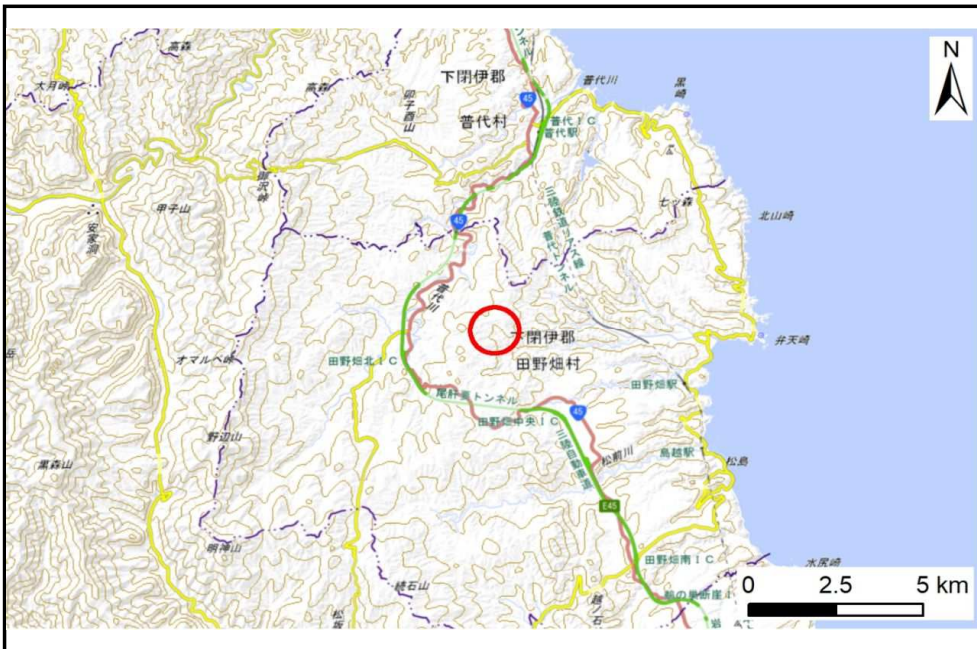 高森
大月峠
高森
卯子酉山
下閉伊郡
45
普代川
黒崎
N
普代村
普代IC
普代駅
御沢峠
甲子山
安家洞
七ッ森
北山崎
45
三陸鉄道リアス線
普代トンネル
普代川
下閉伊郡
弁天崎
オマルペ峠
田野畑北IC
田野畑村
田野畑駅
尾肝要トンネル
45
田野畑中央IC
野辺山
三陸自動車道
松前川
島越駅
松島
黒森山
E45
明神山
田野畑南IC
水尻崎
続石山
0 2.5 5 km